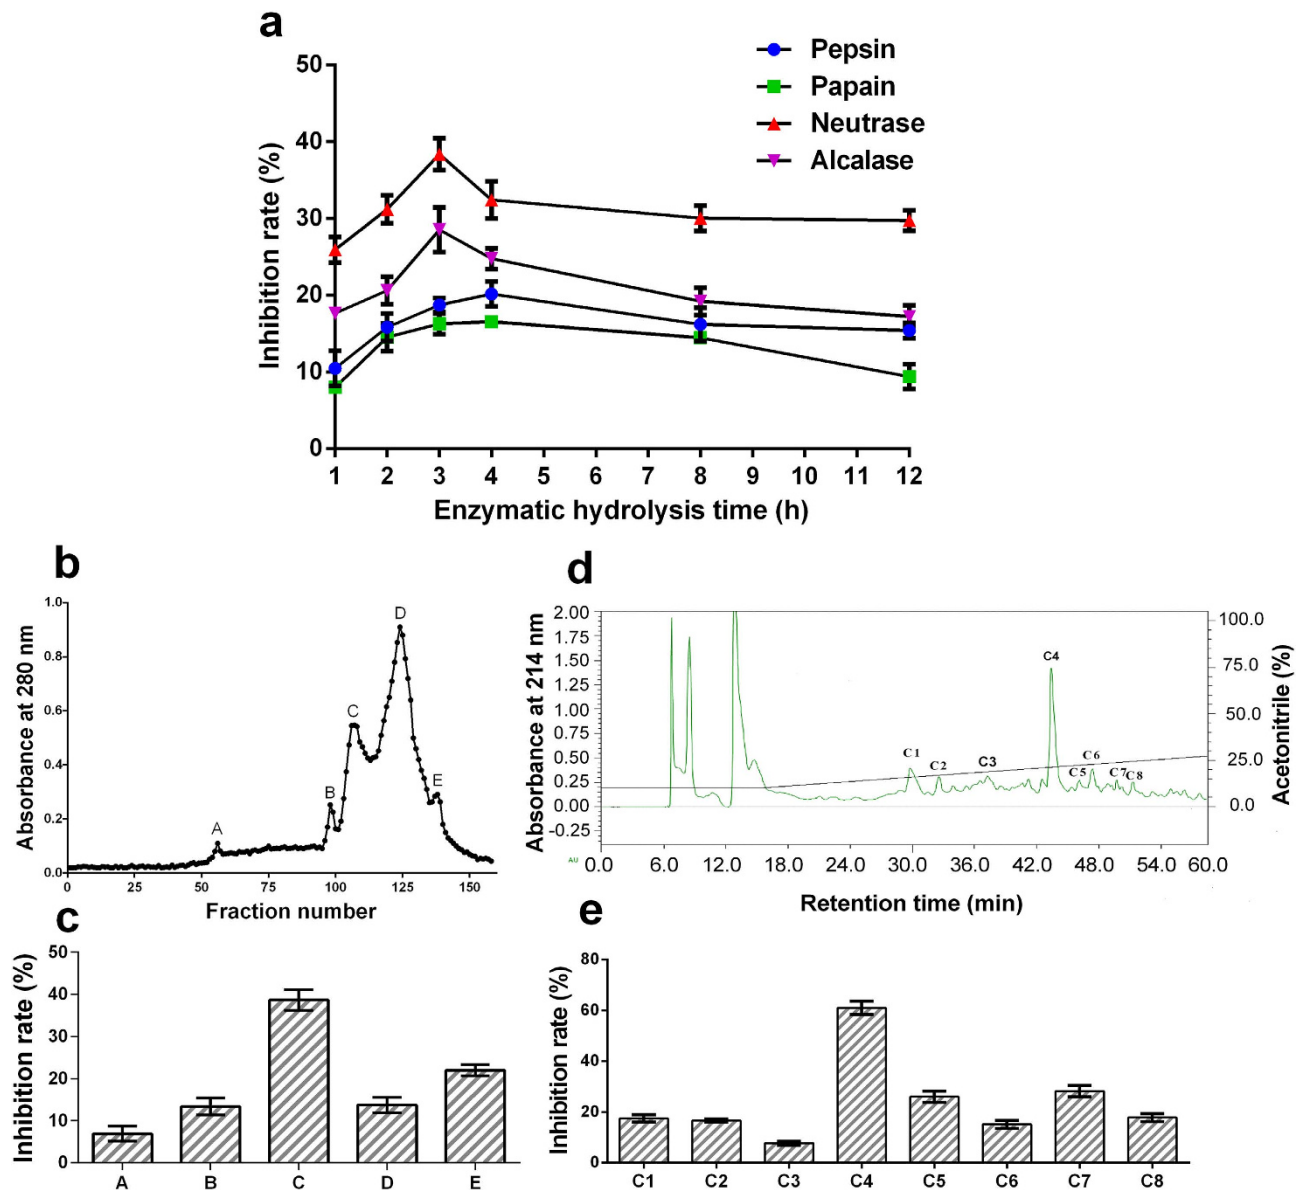 a
Pepsin
Papain
Neutrase
Alcalase
Inhibition rate (%)
50
40
30
20
10
0
1 2 3 4 5 6 7 8 9 10 11 12
Enzymatic hydrolysis time (h)
b
Absorbance at 280 nm
1.0
0.8
0.6
0.4
0.2
0.0
A
B
C
D
E
0 25 50 75 100 125 150
Fraction number
d
Absorbance at 214 nm
2.00
1.75
1.50
1.25
1.00
0.75
0.50
0.25
0.00
-0.25
AU
C1
C2
C3
C4
C5
C6
C7
C8
100.0
75.0
50.0
25.0
0.0
Acetonitrile (%)
0.0 6.0 12.0 18.0 24.0 30.0 36.0 42.0 48.0 54.0 60.0
Retention time (min)
c
Inhibition rate (%)
50
40
30
20
10
0
A B C D E
e
Inhibition rate (%)
80
60
40
20
0
C1 C2 C3 C4 C5 C6 C7 C8